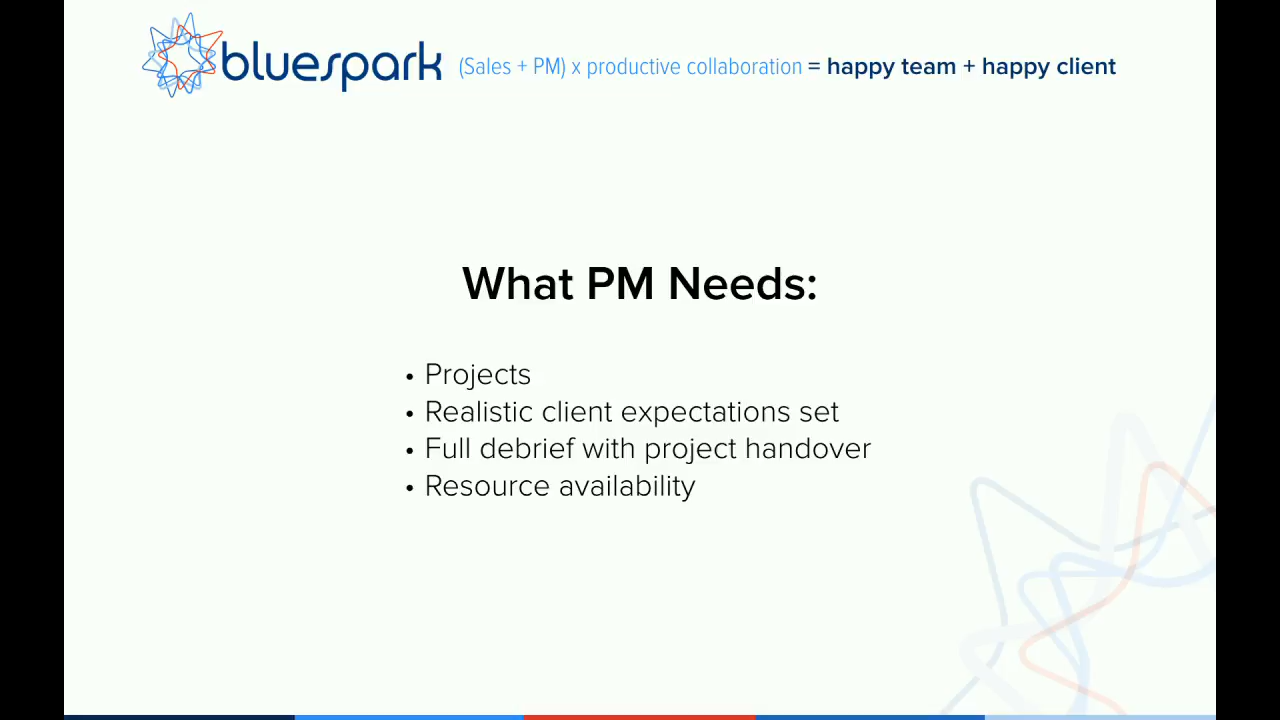 bluespark (Sales + PM) x productive collaboration = happy team + happy client
What PM Needs:
• Projects
• Realistic client expectations set
• Full debrief with project handover
• Resource availability